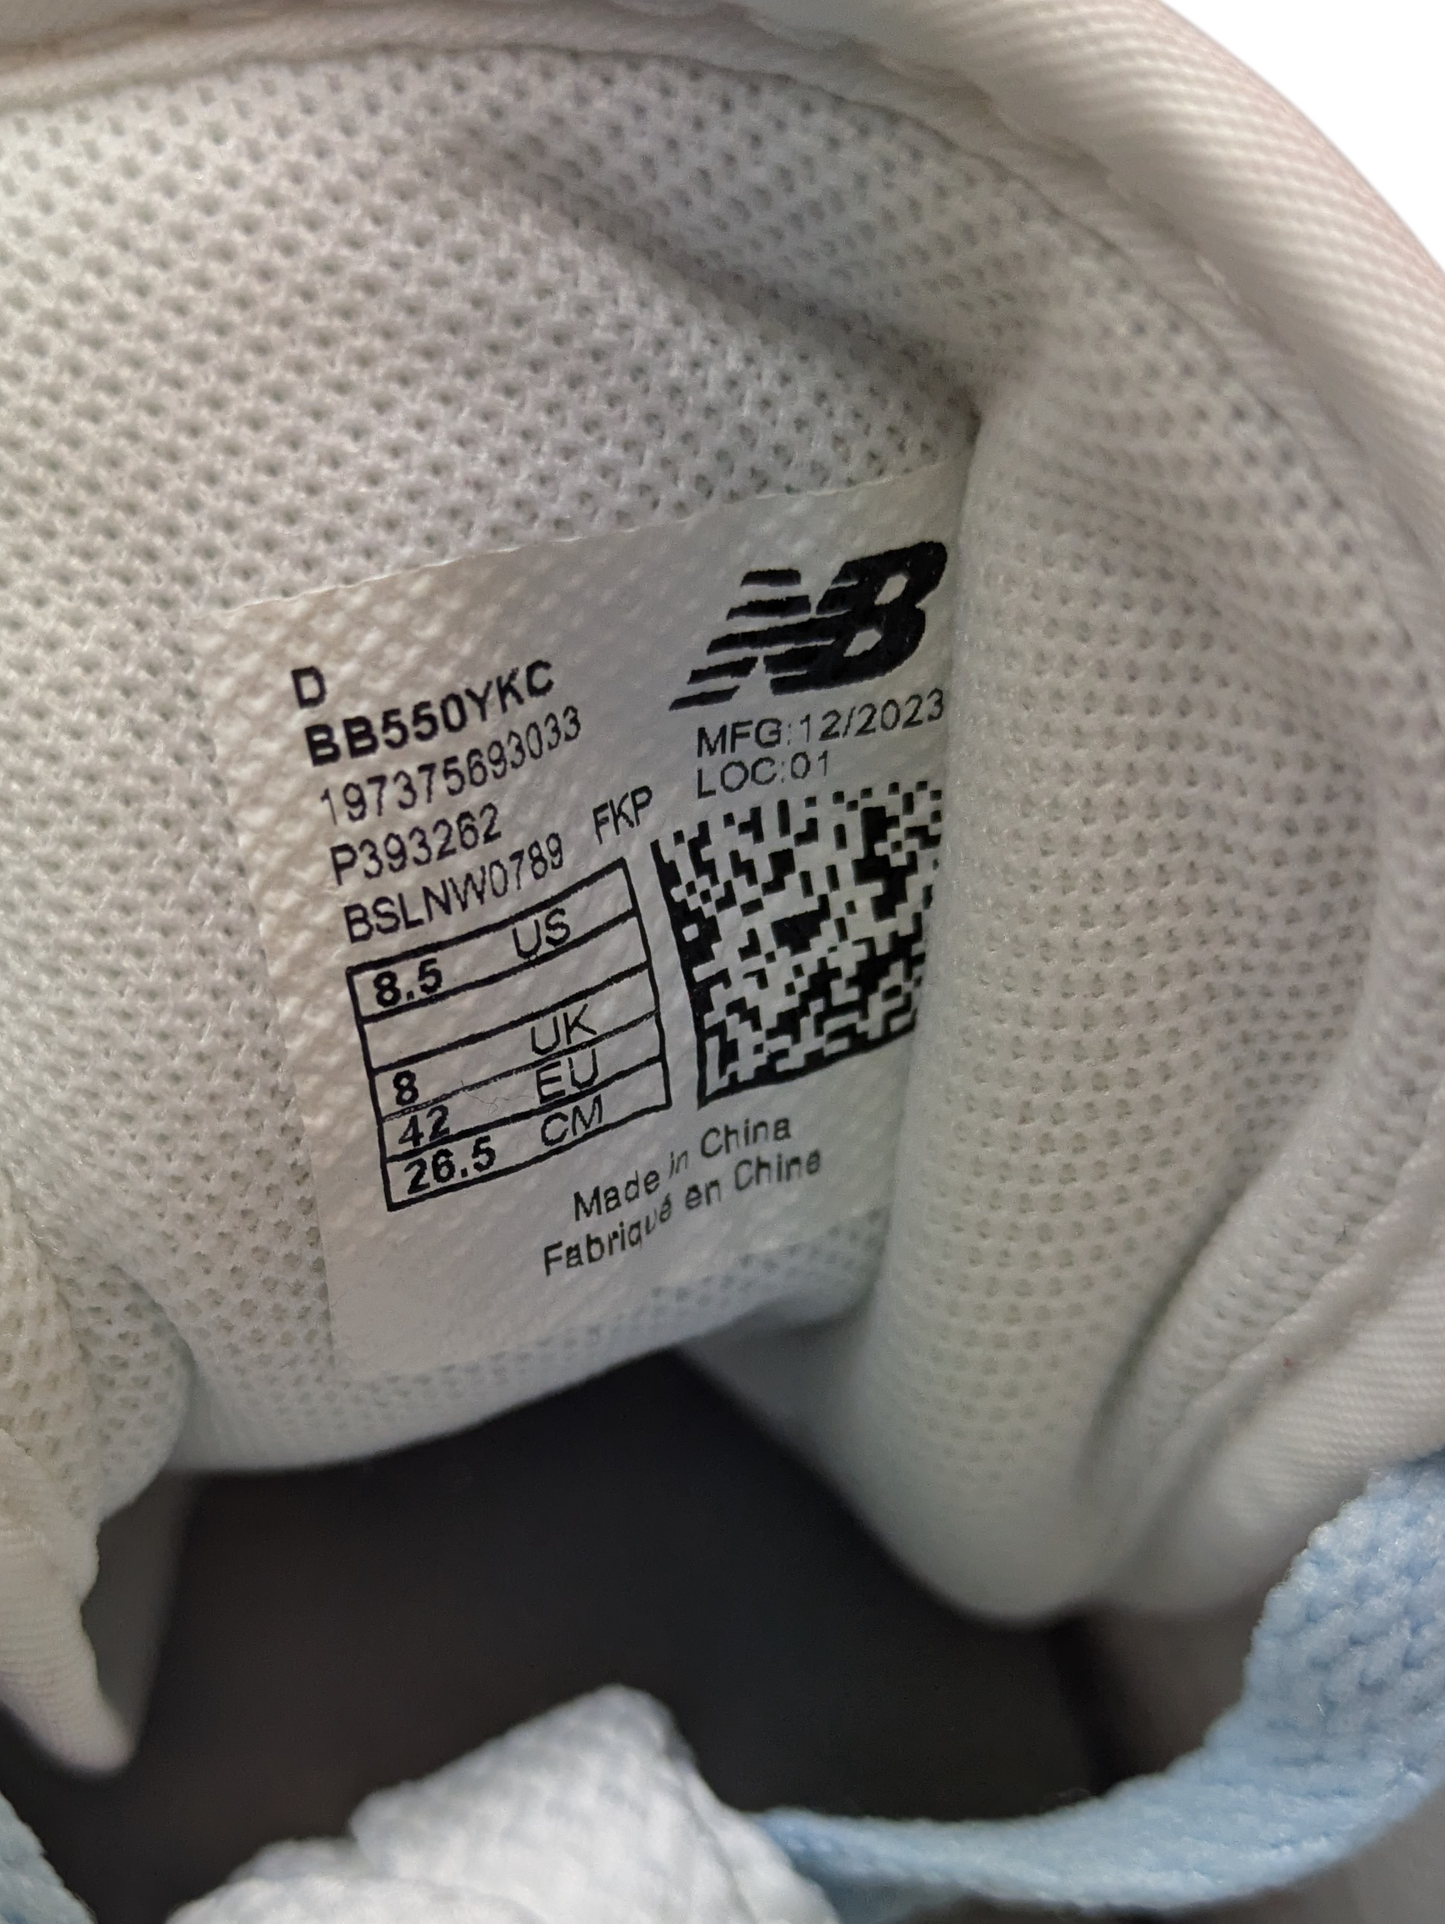 D
BB550YKC
197375693033
P393262
BSLNW0789 FKP
8.5 US
8 UK
42 EU
26.5 CM
NB
MFG:12/2023
LOC:01
Made in China
Fabriqué en Chine